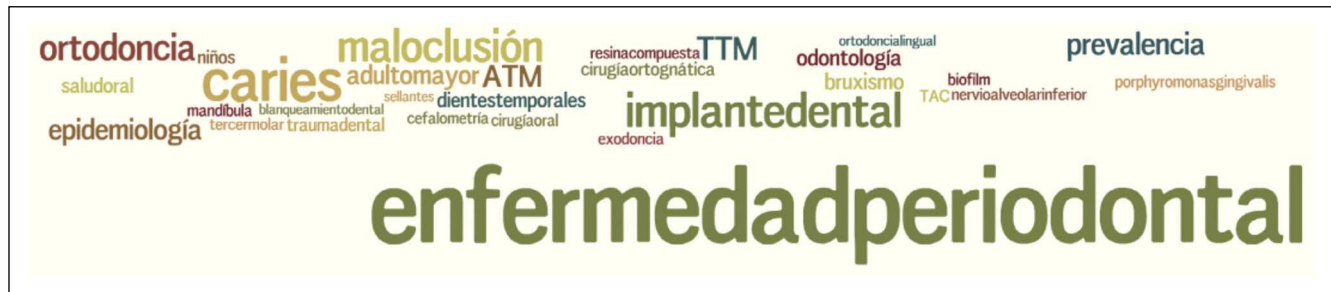 ortodoncia niños maloclusión resinacompuesta TTM ortodoncialingual prevalencia
saludoral caries adultomayor ATM cirugíaortognática odontología bruxismo biofilm porphyromonasgingivalis
mandíbula blanqueamientodental sellantes dientestemporales implantedental TAC nervioalveolarinferior
epidemiología tercermolar traumadental cefalometría cirugíaoral exodoncia
enfermedadperiodontal